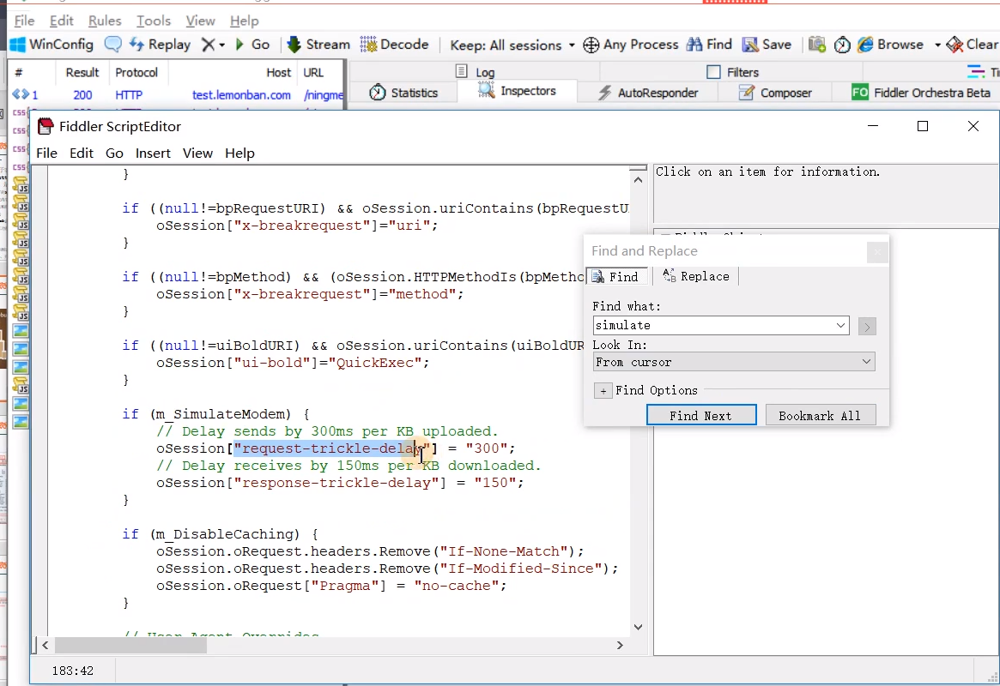 File Edit Rules Tools View Help
WinConfig Replay Go Stream Decode Keep: All sessions Any Process Find Save Browse Clear
# Result Protocol Host URL
Log Filters
Statistics Inspectors AutoResponder Composer FO Fiddler Orchestra Beta
1 200 HTTP test.lemonban.com /ningme
Fiddler ScriptEditor
File Edit Go Insert View Help
}
if ((null!=bpRequestURI) && oSession.uriContains(bpRequestU
oSession["x-breakrequest"]="uri";
}
if ((null!=bpMethod) && (oSession.HTTPMethodIs(bpMetho
oSession["x-breakrequest"]="method";
}
if ((null!=uiBoldURI) && oSession.uriContains(uiBoldUR
oSession["ui-bold"]="QuickExec";
}
if (m_SimulateModem) {
// Delay sends by 300ms per KB uploaded.
oSession["request-trickle-delay"] = "300";
// Delay receives by 150ms per KB downloaded.
oSession["response-trickle-delay"] = "150";
}
if (m_DisableCaching) {
oSession.oRequest.headers.Remove("If-None-Match");
oSession.oRequest.headers.Remove("If-Modified-Since");
oSession.oRequest["Pragma"] = "no-cache";
}
// User Agent Overrides
183:42
Click on an item for information.
Find and Replace
Find Replace
Find what:
simulate
Look In:
From cursor
+ Find Options
Find Next Bookmark All